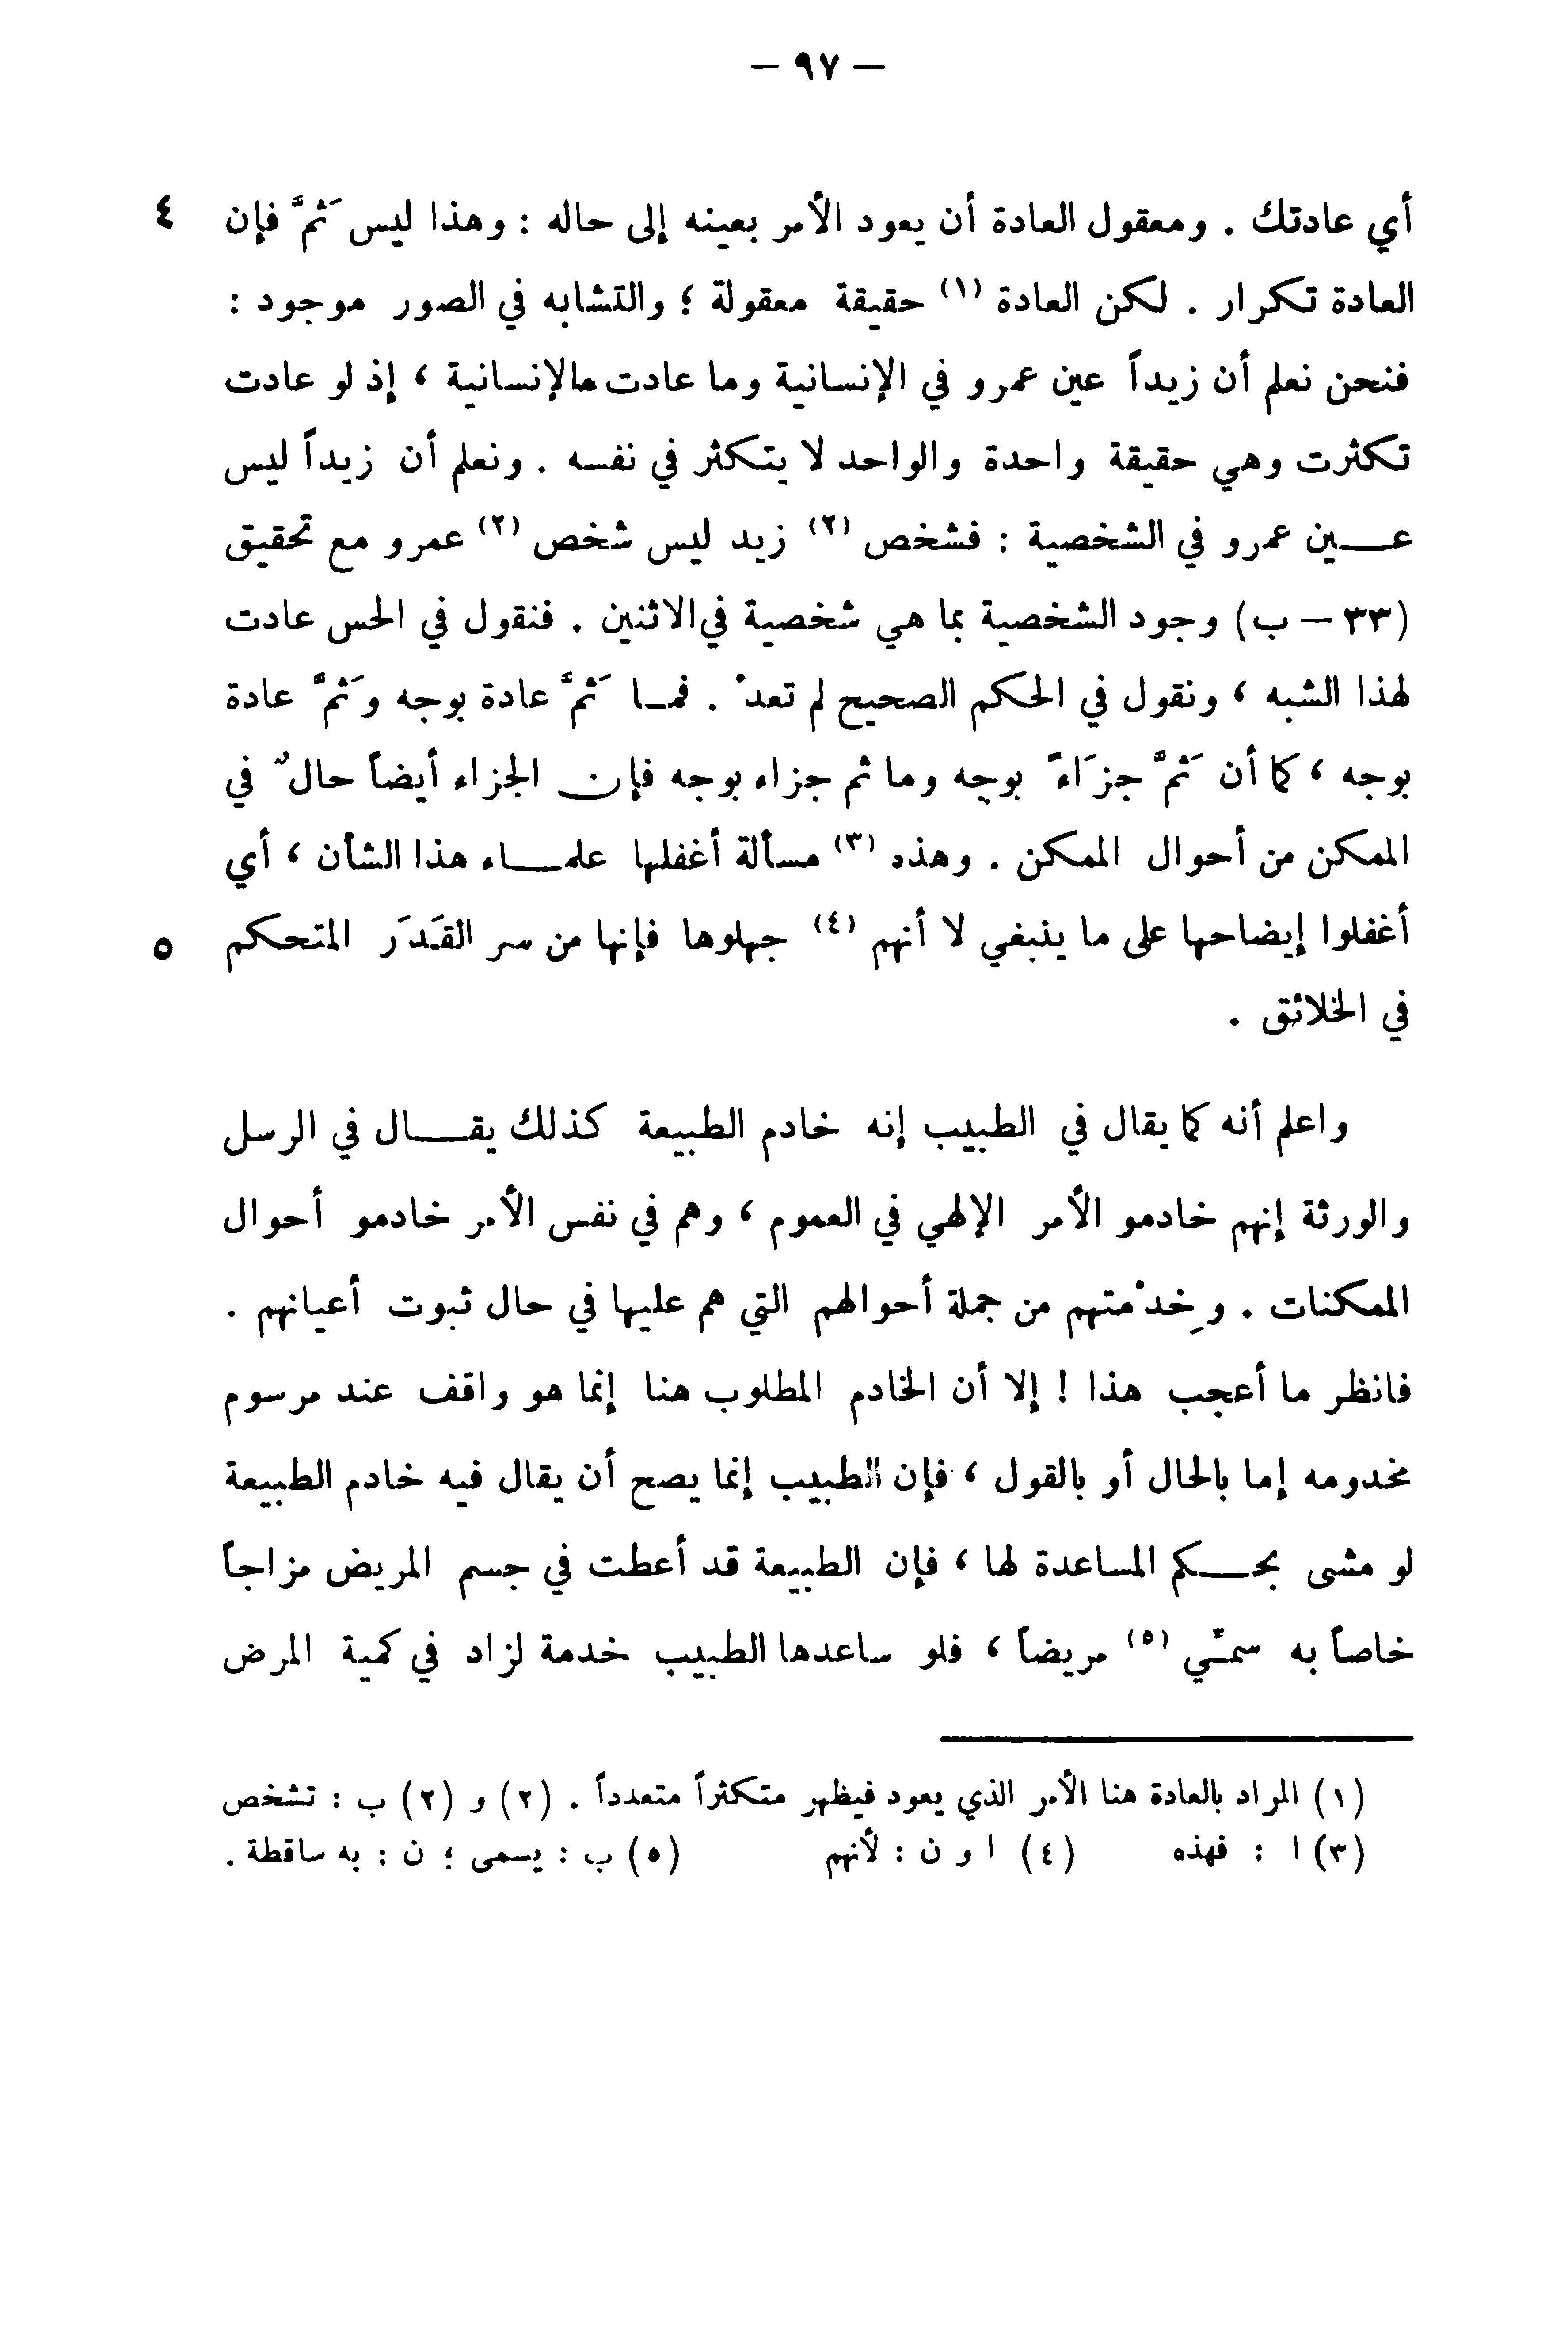 – ٩٧ –
أي عادتك . ومعقول العادة أن يعود الأمر بعينه إلى حاله : وهذا ليس ثَمَّ فإن ٤
العادة تكرار . لكن العادة (١) حقيقة معقولة ؛ والتشابه في الصور موجود :
فنحن نعلم أن زيداً عين عمرو في الإنسانية وما عادت الإنسانية ، إذ لو عادت
تكثرت وهي حقيقة واحدة والواحد لا يتكثر في نفسه . ونعلم أن زيداً ليس
عـــين عمرو في الشخصية : فشخص (٢) زيد ليس شخص (٢) عمرو مع تحقيق
(٣٣ – ب) وجود الشخصية بما هي شخصية في الاثنين . فنقول في الحس عادت
لهذا الشبه ، ونقول في الحكم الصحيح لم تعدْ . فمـا ثَمَّ عادة بوجه وثَمَّ عادة
بوجه ، كما أن ثَمَّ جزَاءً بوجه وما ثم جزاء بوجه فإن الجزاء أيضاً حالٌ في
الممكن من أحوال الممكن . وهذه (٣) مسألة أغفلها علمـــاء هذا الشأن ، أي
أغفلوا إيضاحها على ما ينبغي لا أنهم (٤) جهلوها فإنها من سر القَدَر المتحكم ٥
في الخلائق .
واعلم أنه كما يقال في الطبيب إنه خادم الطبيعة كذلك يقـــال في الرسل
والورثة إنهم خادمو الأمر الإلهي في العموم ، وهم في نفس الأمر خادمو أحوال
الممكنات . وخِدْمتهم من جملة أحوالهم التي هم عليها في حال ثبوت أعيانهم .
فانظر ما أعجب هذا ! إلا أن الخادم المطلوب هنا إنما هو واقف عند مرسوم
مخدومه إما بالحال أو بالقول ، فإن الطبيب إنما يصح أن يقال فيه خادم الطبيعة
لو مشى بحـــكم المساعدة لها ، فإن الطبيعة قد أعطت في جسم المريض مزاجاً
خاصاً به سمِّي (٥) مريضاً ، فلو ساعدها الطبيب خدمة لزاد في كمية المرض
(١) المراد بالعادة هنا الأمر الذي يعود فيظهر متكثراً متعدداً . (٢) و (٢) ب : تشخص
(٣) ا : فهذه (٤) ا و ن : لأنهم (٥) ب : يسمى ؛ ن : به ساقطة .